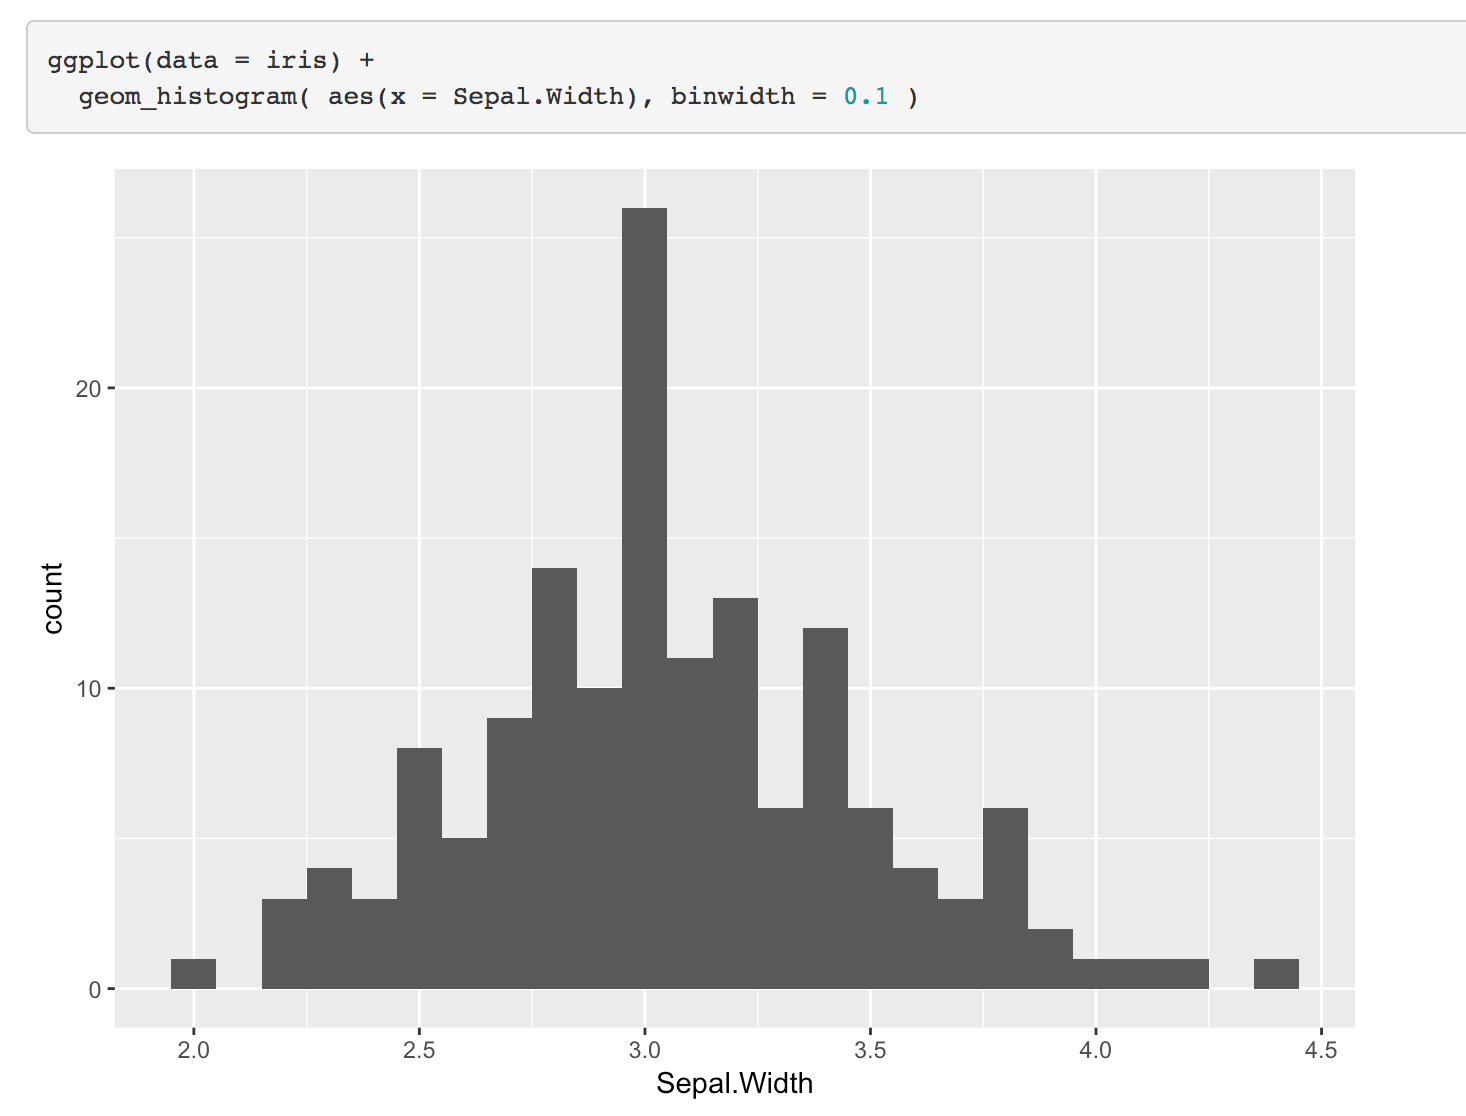 ggplot(data = iris) +
  geom_histogram( aes(x = Sepal.Width), binwidth = 0.1 )
20
10
0
count
2.0 2.5 3.0 3.5 4.0 4.5
Sepal.Width